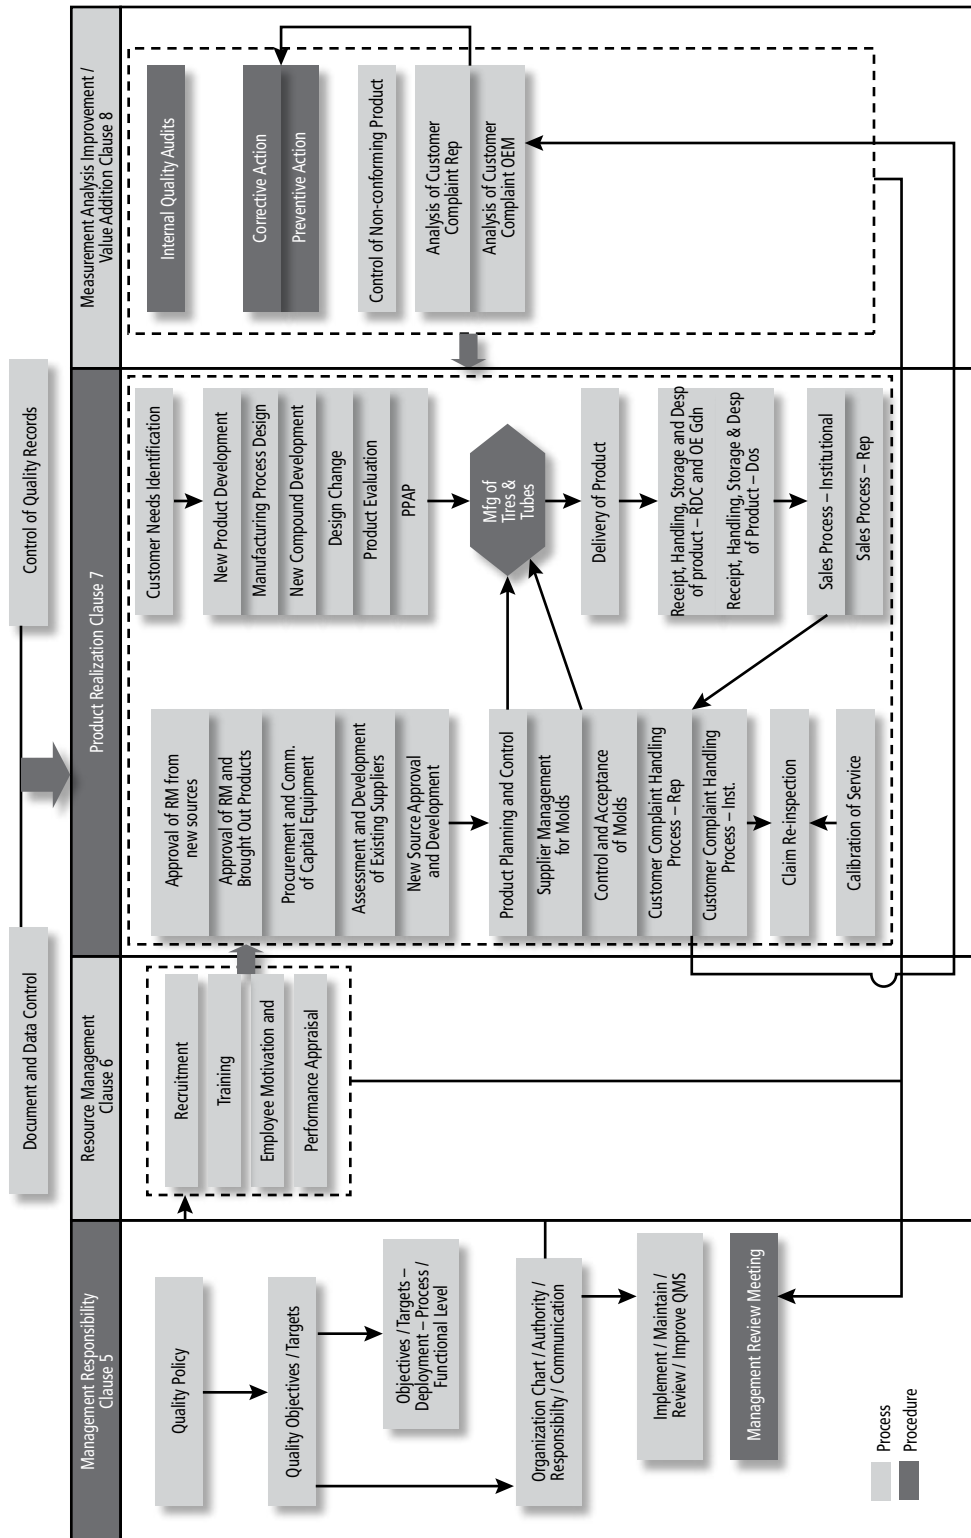 Document and Data Control
Control of Quality Records
Management Responsibility
Clause 5
Resource Management
Clause 6
Product Realization Clause 7
Measurement Analysis Improvement /
Value Addition Clause 8
Quality Policy
Quality Objectives / Targets
Objectives / Targets –
Deployment – Process /
Functional Level
Organization Chart / Authority /
Responsibility / Communication
Implement / Maintain /
Review / Improve QMS
Management Review Meeting
Process
Procedure
Recruitment
Training
Employee Motivation and
Performance Appraisal
Approval of RM from
new sources
Approval of RM and
Brought Out Products
Procurement and Comm.
of Capital Equipment
Assessment and Development
of Existing Suppliers
New Source Approval
and Development
Product Planning and Control
Supplier Management
for Molds
Control and Acceptance
of Molds
Customer Complaint Handling
Process – Rep
Customer Complaint Handling
Process – Inst.
Claim Re-inspection
Calibration of Service
Customer Needs Identification
New Product Development
Manufacturing Process Design
New Compound Development
Design Change
Product Evaluation
PPAP
Mfg of
Tires &
Tubes
Delivery of Product
Receipt, Handling, Storage and Desp
of product – RDC and OE Gdn
Receipt, Handling, Storage & Desp
of Product – Dos
Sales Process – Institutional
Sales Process – Rep
Internal Quality Audits
Corrective Action
Preventive Action
Control of Non-conforming Product
Analysis of Customer
Complaint Rep
Analysis of Customer
Complaint OEM